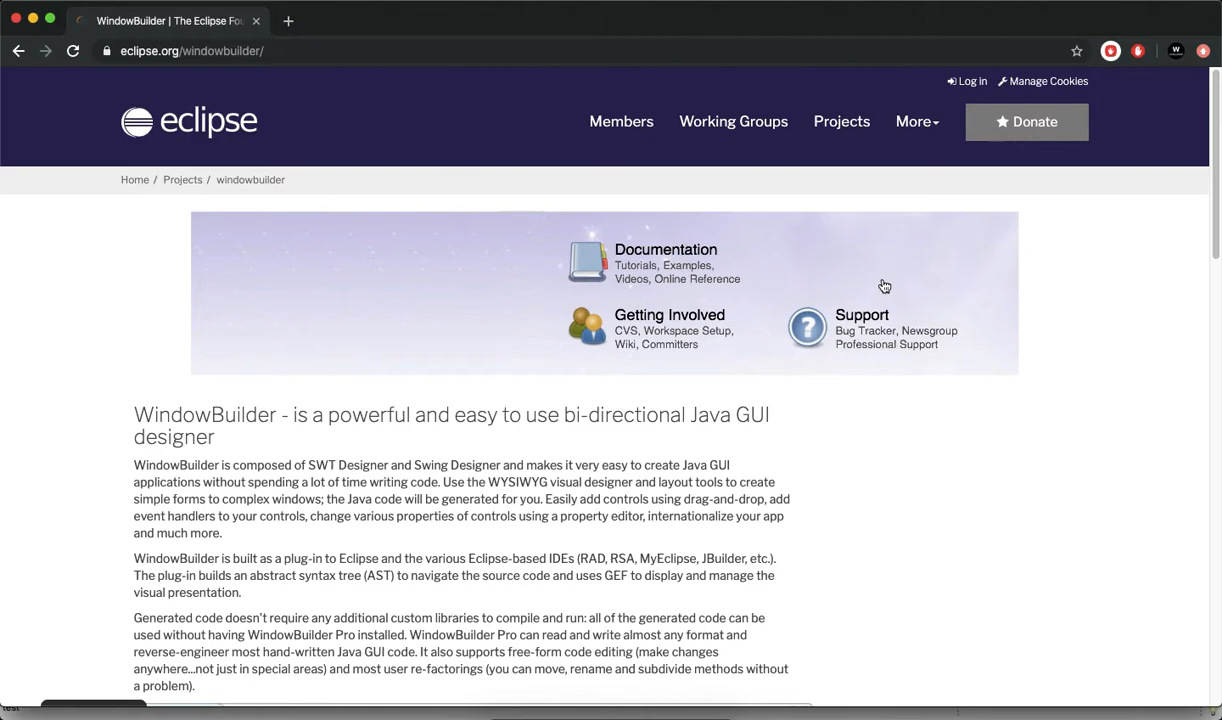 WindowBuilder | The Eclipse Fou
eclipse.org/windowbuilder/
W
Log in Manage Cookies
eclipse
Members Working Groups Projects More Donate
Home / Projects / windowbuilder
Documentation
Tutorials, Examples,
Videos, Online Reference
Getting Involved
CVS, Workspace Setup,
Wiki, Committers
Support
Bug Tracker, Newsgroup
Professional Support
WindowBuilder - is a powerful and easy to use bi-directional Java GUI
designer
WindowBuilder is composed of SWT Designer and Swing Designer and makes it very easy to create Java GUI
applications without spending a lot of time writing code. Use the WYSIWYG visual designer and layout tools to create
simple forms to complex windows; the Java code will be generated for you. Easily add controls using drag-and-drop, add
event handlers to your controls, change various properties of controls using a property editor, internationalize your app
and much more.
WindowBuilder is built as a plug-in to Eclipse and the various Eclipse-based IDEs (RAD, RSA, MyEclipse, JBuilder, etc.).
The plug-in builds an abstract syntax tree (AST) to navigate the source code and uses GEF to display and manage the
visual presentation.
Generated code doesn't require any additional custom libraries to compile and run: all of the generated code can be
used without having WindowBuilder Pro installed. WindowBuilder Pro can read and write almost any format and
reverse-engineer most hand-written Java GUI code. It also supports free-form code editing (make changes
anywhere...not just in special areas) and most user re-factorings (you can move, rename and subdivide methods without
a problem).
test